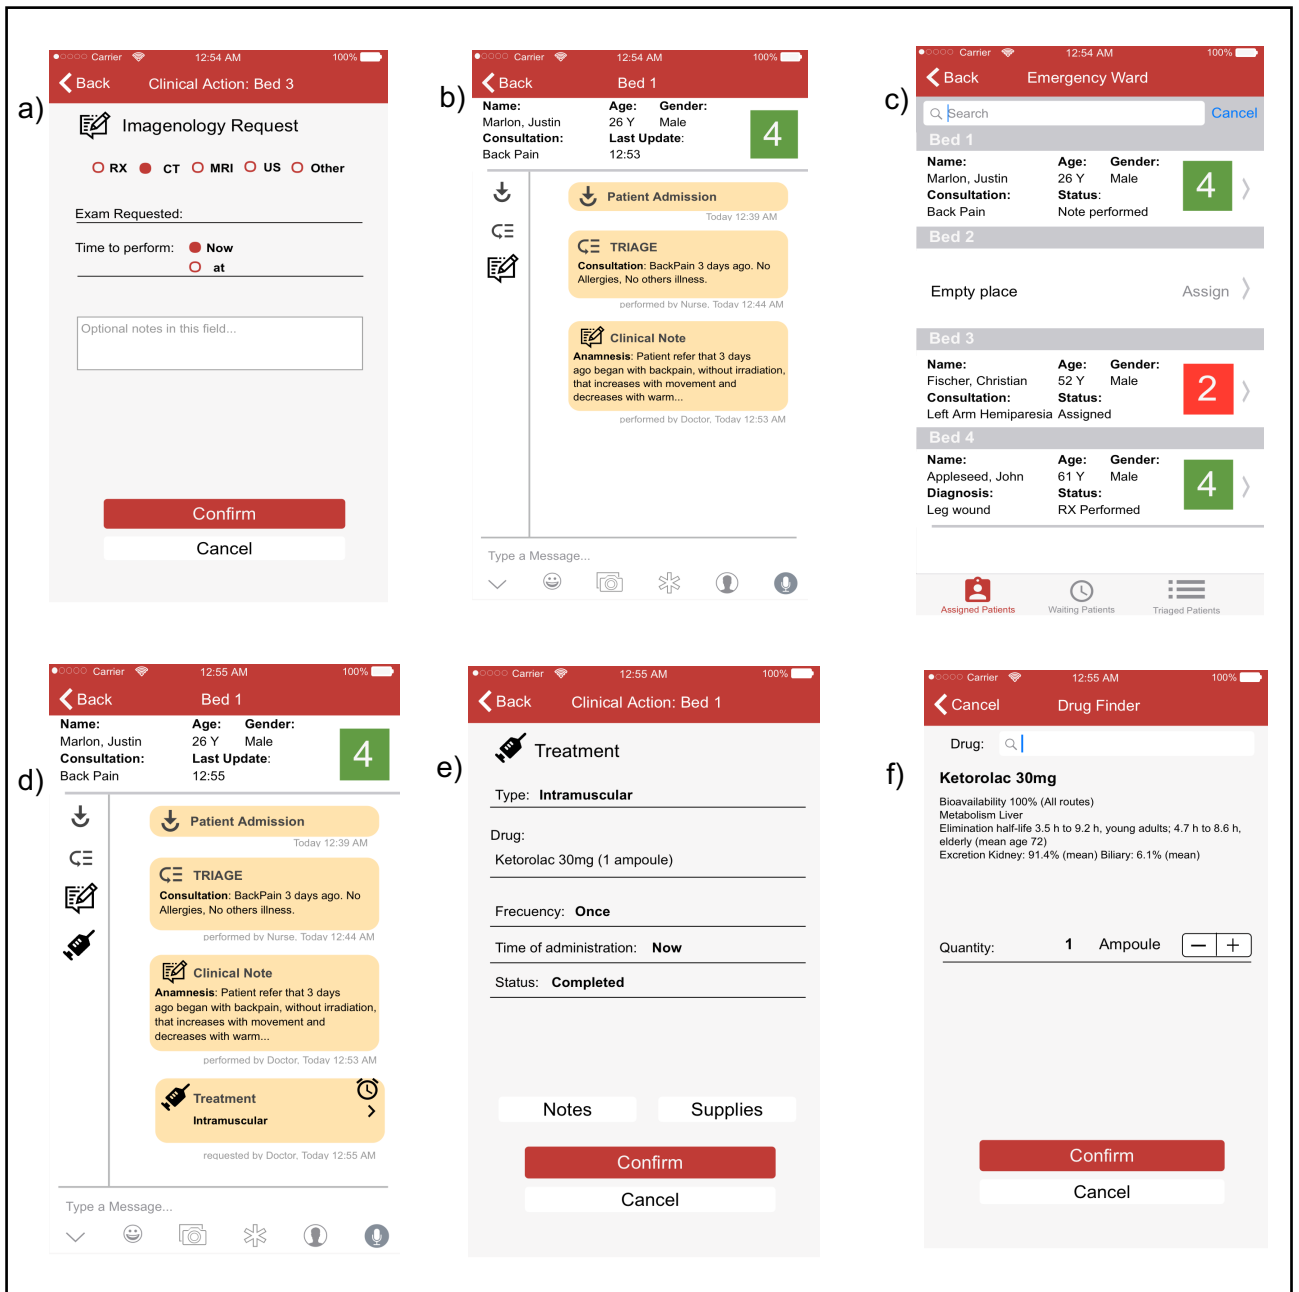 a)
Carrier 12:54 AM 100%
Back Clinical Action: Bed 3
Imagenology Request
RX CT MRI US Other
Exam Requested:
Time to perform: Now
at
Optional notes in this field...
Confirm
Cancel
b)
Carrier 12:54 AM 100%
Back Bed 1
Name: Age: Gender:
Marlon, Justin 26 Y Male
Consultation: Last Update:
Back Pain 12:53
4
Patient Admission
Today 12:39 AM
TRIAGE
Consultation: BackPain 3 days ago. No
Allergies, No others illness.
performed by Nurse, Today 12:44 AM
Clinical Note
Anamnesis: Patient refer that 3 days
ago began with backpain, without irradiation,
that increases with movement and
decreases with warm...
performed by Doctor, Today 12:53 AM
Type a Message...
c)
Carrier 12:54 AM 100%
Back Emergency Ward
Search Cancel
Bed 1
Name: Age: Gender:
Marlon, Justin 26 Y Male
Consultation: Status:
Back Pain Note performed
4
Bed 2
Empty place Assign
Bed 3
Name: Age: Gender:
Fischer, Christian 52 Y Male
Consultation: Status:
Left Arm Hemiparesia Assigned
2
Bed 4
Name: Age: Gender:
Appleseed, John 61 Y Male
Diagnosis: Status:
Leg wound RX Performed
4
Assigned Patients Waiting Patients Triaged Patients
d)
Carrier 12:55 AM 100%
Back Bed 1
Name: Age: Gender:
Marlon, Justin 26 Y Male
Consultation: Last Update:
Back Pain 12:55
4
Patient Admission
Today 12:39 AM
TRIAGE
Consultation: BackPain 3 days ago. No
Allergies, No others illness.
performed by Nurse, Today 12:44 AM
Clinical Note
Anamnesis: Patient refer that 3 days
ago began with backpain, without irradiation,
that increases with movement and
decreases with warm...
performed by Doctor, Today 12:53 AM
Treatment
Intramuscular
requested by Doctor, Today 12:55 AM
Type a Message...
e)
Carrier 12:55 AM 100%
Back Clinical Action: Bed 1
Treatment
Type: Intramuscular
Drug:
Ketorolac 30mg (1 ampoule)
Frecuency: Once
Time of administration: Now
Status: Completed
Notes Supplies
Confirm
Cancel
f)
Carrier 12:55 AM 100%
Cancel Drug Finder
Drug:
Ketorolac 30mg
Bioavailability 100% (All routes)
Metabolism Liver
Elimination half-life 3.5 h to 9.2 h, young adults; 4.7 h to 8.6 h,
elderly (mean age 72)
Excretion Kidney: 91.4% (mean) Biliary: 6.1% (mean)
Quantity: 1 Ampoule − +
Confirm
Cancel